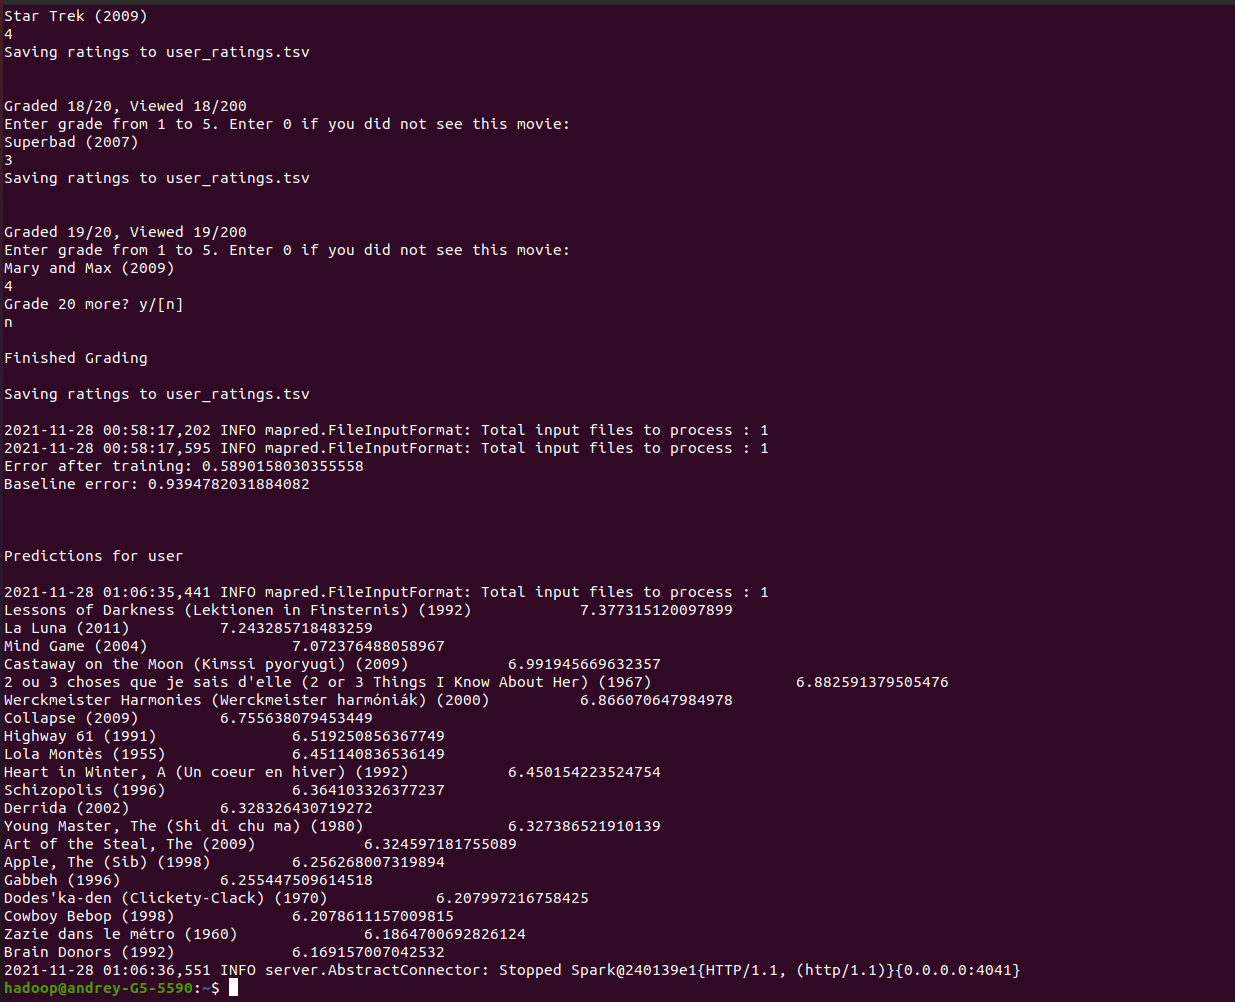 Star Trek (2009)
4
Saving ratings to user_ratings.tsv
Graded 18/20, Viewed 18/200
Enter grade from 1 to 5. Enter 0 if you did not see this movie:
Superbad (2007)
3
Saving ratings to user_ratings.tsv
Graded 19/20, Viewed 19/200
Enter grade from 1 to 5. Enter 0 if you did not see this movie:
Mary and Max (2009)
4
Grade 20 more? y/[n]
n
Finished Grading
Saving ratings to user_ratings.tsv
2021-11-28 00:58:17,202 INFO mapred.FileInputFormat: Total input files to process : 1
2021-11-28 00:58:17,595 INFO mapred.FileInputFormat: Total input files to process : 1
Error after training: 0.5890158030355558
Baseline error: 0.9394782031884082
Predictions for user
2021-11-28 01:06:35,441 INFO mapred.FileInputFormat: Total input files to process : 1
Lessons of Darkness (Lektionen in Finsternis) (1992) 7.377315120097899
La Luna (2011) 7.243285718483259
Mind Game (2004) 7.072376488058967
Castaway on the Moon (Kimssi pyoryugi) (2009) 6.991945669632357
2 ou 3 choses que je sais d'elle (2 or 3 Things I Know About Her) (1967) 6.882591379505476
Werckmeister Harmonies (Werckmeister harmóniák) (2000) 6.866070647984978
Collapse (2009) 6.755638079453449
Highway 61 (1991) 6.519250856367749
Lola Montès (1955) 6.451140836536149
Heart in Winter, A (Un coeur en hiver) (1992) 6.450154223524754
Schizopolis (1996) 6.364103326377237
Derrida (2002) 6.328326430719272
Young Master, The (Shi di chu ma) (1980) 6.327386521910139
Art of the Steal, The (2009) 6.324597181755089
Apple, The (Sib) (1998) 6.256268007319894
Gabbeh (1996) 6.255447509614518
Dodes'ka-den (Clickety-Clack) (1970) 6.207997216758425
Cowboy Bebop (1998) 6.2078611157009815
Zazie dans le métro (1960) 6.1864700692826124
Brain Donors (1992) 6.169157007042532
2021-11-28 01:06:36,551 INFO server.AbstractConnector: Stopped Spark@240139e1{HTTP/1.1, (http/1.1)}{0.0.0.0:4041}
hadoop@andrey-G5-5590:~$